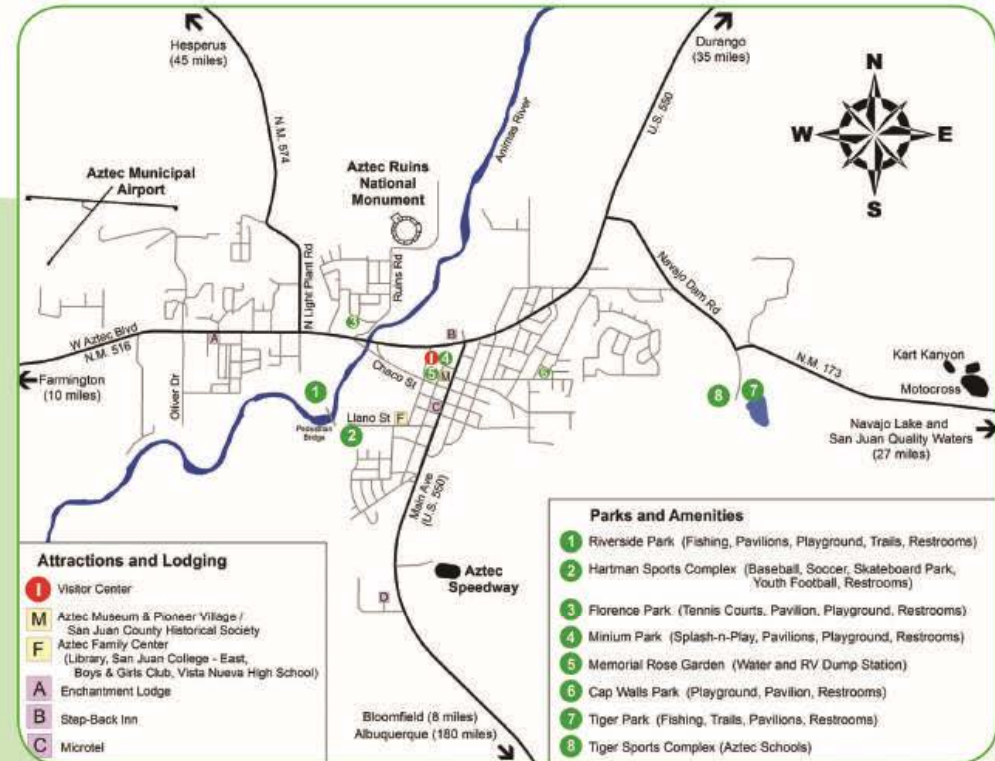 Hesperus
(45 miles)
Durango
(35 miles)
N
W
E
S
N.M. 574
Animas River
U.S. 550
Aztec Municipal
Airport
Aztec Ruins
National
Monument
N Light Plant Rd
Ruins Rd
Navajo Dam Rd
3
W Aztec Blvd
N.M. 516
A
B
I
4
5
M
Chaco St
C
6
N.M. 173
Kart Kanyon
Motocross
Farmington
(10 miles)
Oliver Dr
1
Pedestrian
Bridge
Llano St
F
2
8
7
Navajo Lake and
San Juan Quality Waters
(27 miles)
Main Ave
(U.S. 550)
Aztec
Speedway
D
Bloomfield (8 miles)
Albuquerque (180 miles)
Attractions and Lodging
I Visitor Center
M Aztec Museum & Pioneer Village /
San Juan County Historical Society
F Aztec Family Center
(Library, San Juan College - East,
Boys & Girls Club, Vista Nueva High School)
A Enchantment Lodge
B Step-Back Inn
C Microtel
Parks and Amenities
1 Riverside Park (Fishing, Pavilions, Playground, Trails, Restrooms)
2 Hartman Sports Complex (Baseball, Soccer, Skateboard Park,
Youth Football, Restrooms)
3 Florence Park (Tennis Courts, Pavilion, Playground, Restrooms)
4 Minium Park (Splash-n-Play, Pavilions, Playground, Restrooms)
5 Memorial Rose Garden (Water and RV Dump Station)
6 Cap Walls Park (Playground, Pavilion, Restrooms)
7 Tiger Park (Fishing, Trails, Pavilions, Restrooms)
8 Tiger Sports Complex (Aztec Schools)